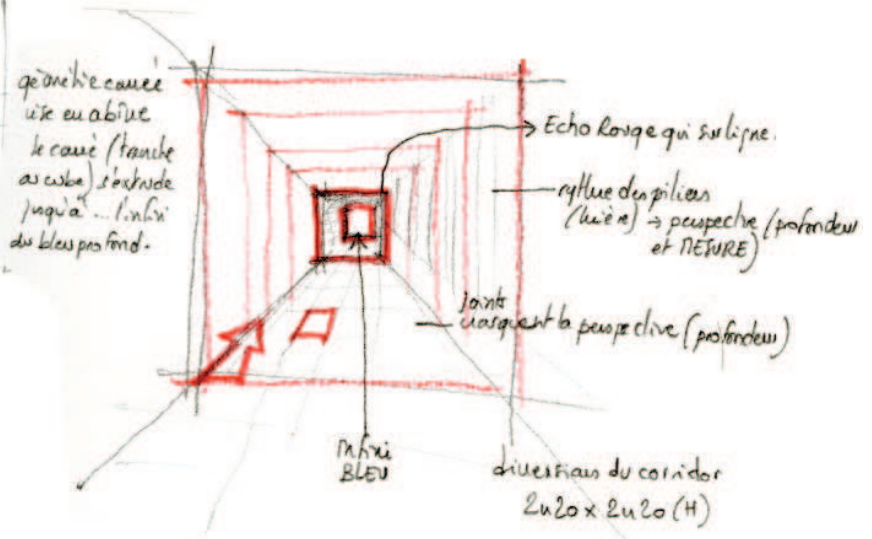 géométrie carrée
mise en abîme
le carré (tranche
du cube) s'extrude
jusqu'à ... l'infini
du bleu profond.
Echo Rouge qui souligne.
rythme des piliers
(lumière) → perspective (profondeur
et MESURE)
joints
marquent la perspective (profondeur)
infini
BLEU
dimensions du corridor
2m20 x 2m20 (H)